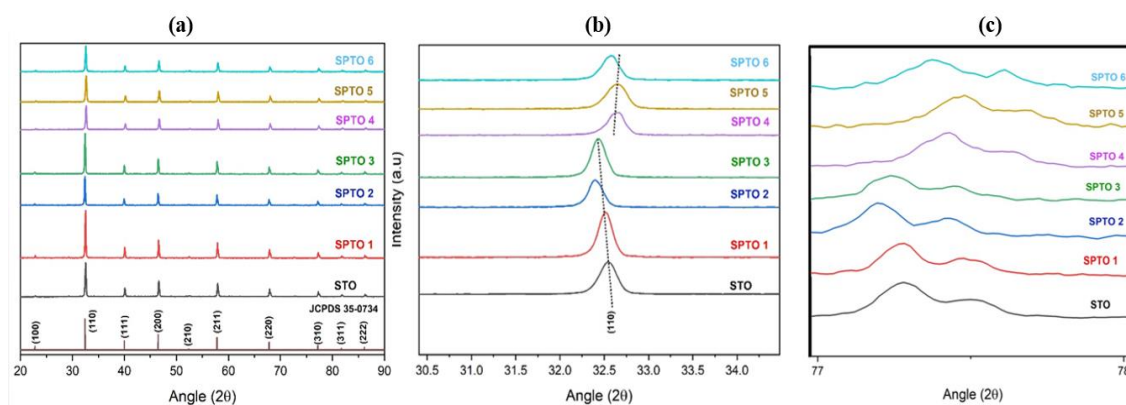 (a)
SPTO 6
SPTO 5
SPTO 4
SPTO 3
SPTO 2
SPTO 1
STO
JCPDS 35-0734
(100)
(110)
(111)
(200)
(210)
(211)
(220)
(310)
(311)
(222)
20 30 40 50 60 70 80 90
Angle (2θ)
(b)
Intensity (a.u)
SPTO 6
SPTO 5
SPTO 4
SPTO 3
SPTO 2
SPTO 1
STO
(110)
30.5 31.0 31.5 32.0 32.5 33.0 33.5 34.0
Angle (2θ)
(c)
SPTO 6
SPTO 5
SPTO 4
SPTO 3
SPTO 2
SPTO 1
STO
77 78
Angle (2θ)